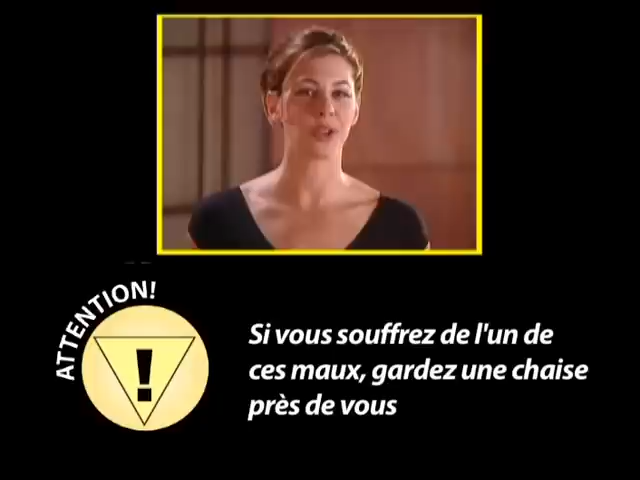 ATTENTION!
!
Si vous souffrez de l'un de
ces maux, gardez une chaise
près de vous